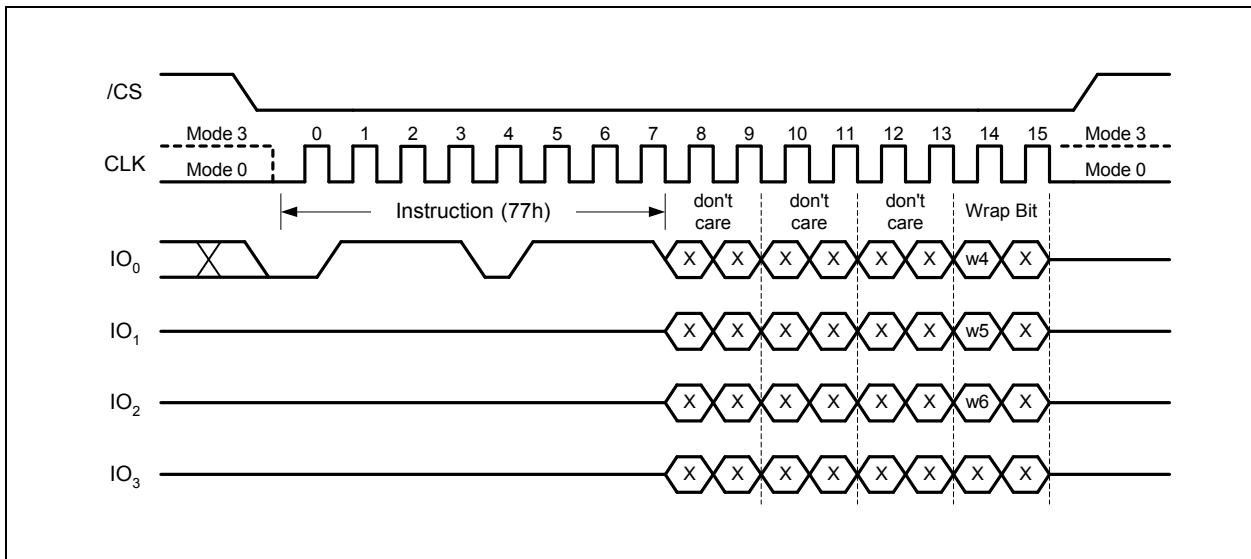 /CS
Mode 3 0 1 2 3 4 5 6 7 8 9 10 11 12 13 14 15 Mode 3
CLK Mode 0 Mode 0
Instruction (77h) don't care don't care don't care Wrap Bit
IO0 X X X X X X w4 X
IO1 X X X X X X w5 X
IO2 X X X X X X w6 X
IO3 X X X X X X X X